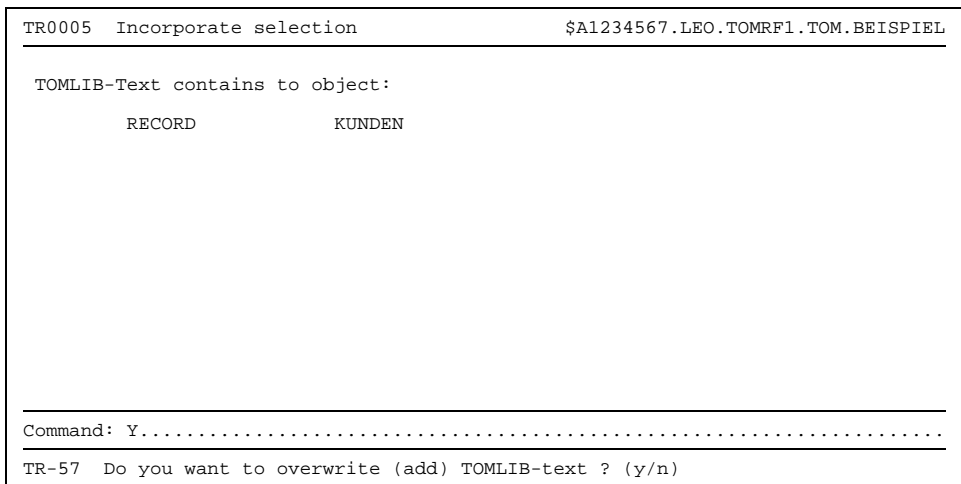 TR0005  Incorporate selection                  $A1234567.LEO.TOMRF1.TOM.BEISPIEL
TOMLIB-Text contains to object:
RECORD            KUNDEN
Command: Y......................................................................
TR-57  Do you want to overwrite (add) TOMLIB-text ? (y/n)